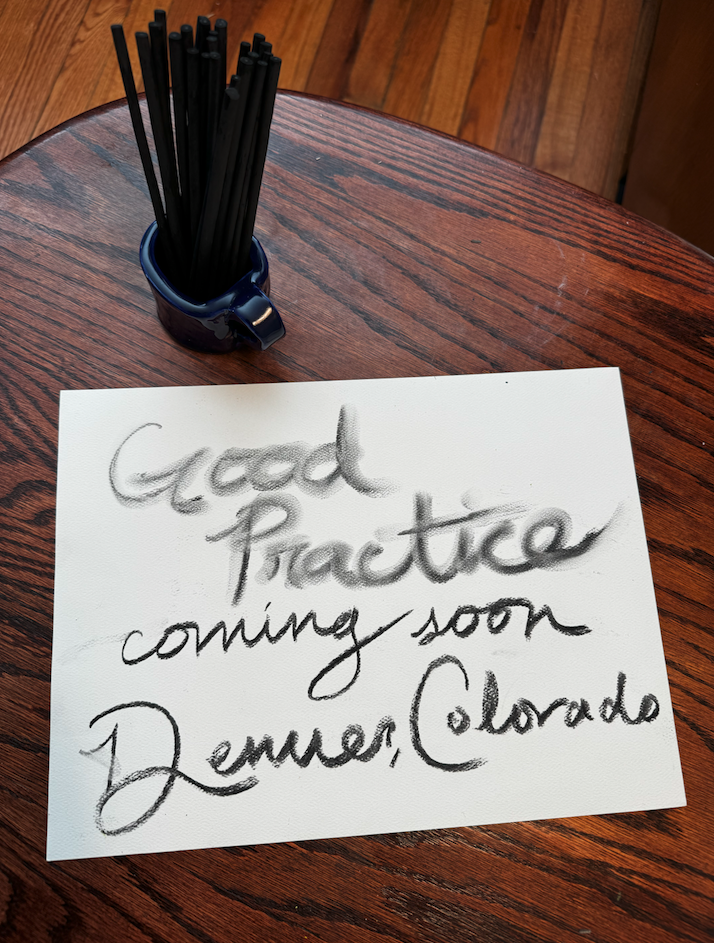 Good
Practice
coming soon
Denver, Colorado